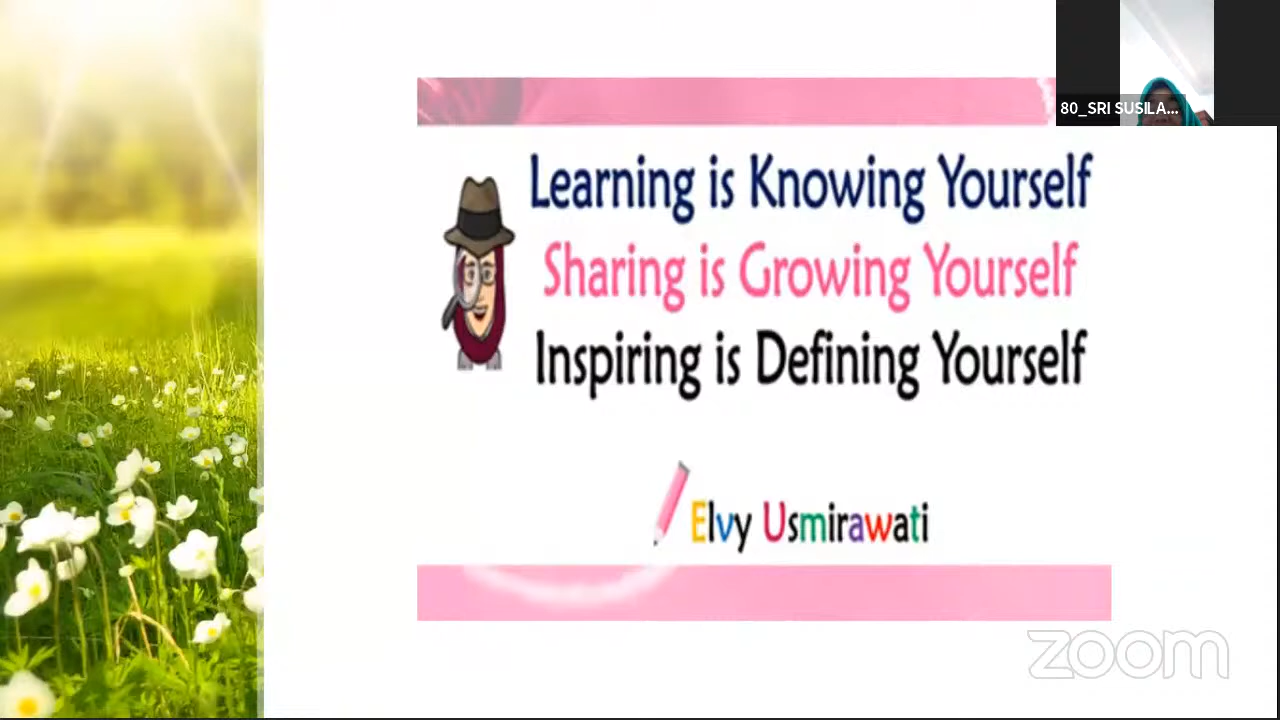 80_SRI SUSILA...
Learning is Knowing Yourself
Sharing is Growing Yourself
Inspiring is Defining Yourself
Elvy Usmirawati
zoom